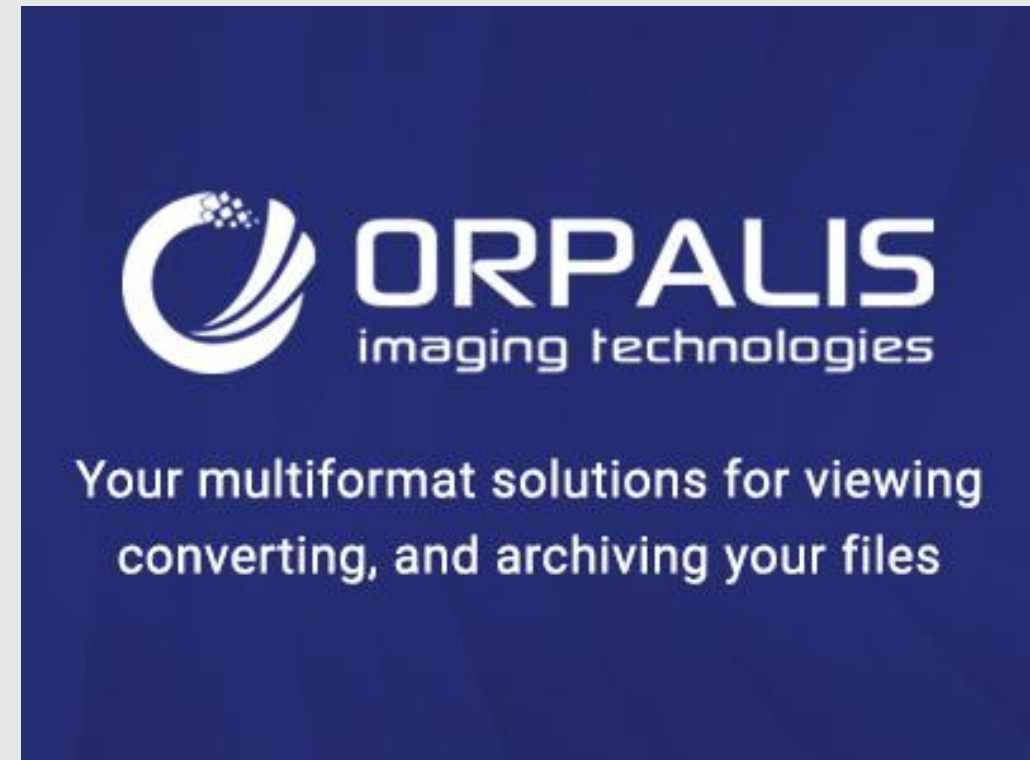 ORPALIS
imaging technologies
Your multiformat solutions for viewing
converting, and archiving your files